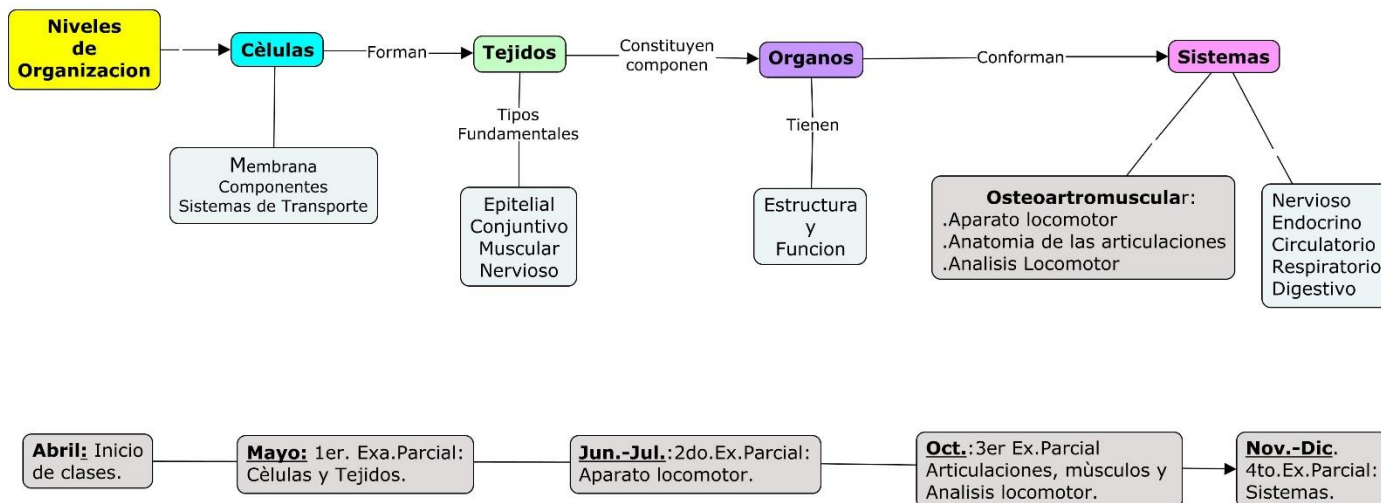 Niveles
de
Organizacion
Cèlulas
Forman
Tejidos
Constituyen
componen
Organos
Conforman
Sistemas
Tipos
Fundamentales
Tienen
Membrana
Componentes
Sistemas de Transporte
Epitelial
Conjuntivo
Muscular
Nervioso
Estructura
y
Funcion
Osteoartromuscular:
.Aparato locomotor
.Anatomia de las articulaciones
.Analisis Locomotor
Nervioso
Endocrino
Circulatorio
Respiratorio
Digestivo
Abril: Inicio
de clases.
Mayo: 1er. Exa.Parcial:
Cèlulas y Tejidos.
Jun.-Jul.:2do.Ex.Parcial:
Aparato locomotor.
Oct.:3er Ex.Parcial
Articulaciones, mùsculos y
Analisis locomotor.
Nov.-Dic.
4to.Ex.Parcial:
Sistemas.